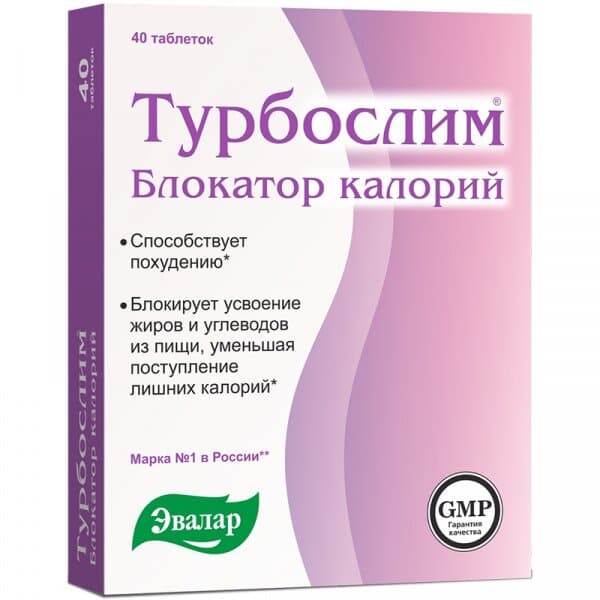 40 таблеток
Турбослим®
Блокатор калорий
• Способствует
похудению*
• Блокирует усвоение
жиров и углеводов
из пищи, уменьшая
поступление
лишних калорий*
Марка №1 в России**
Эвалар
GMP
Гарантия
качества
40
таблеток
Турбослим
Блокатор калорий